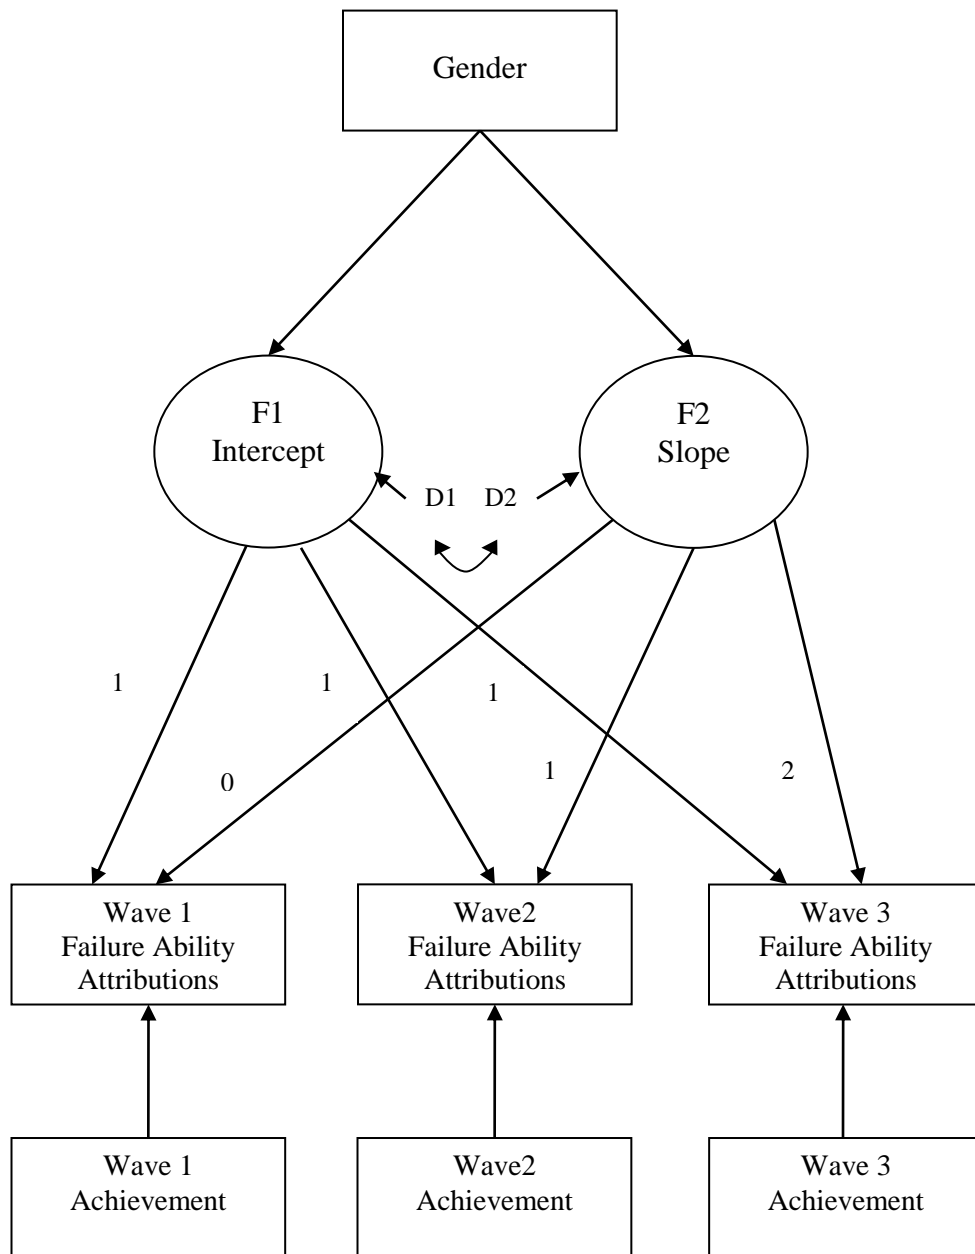 Gender
F1
Intercept
F2
Slope
D1
D2
1
1
1
0
1
2
Wave 1
Failure Ability
Attributions
Wave2
Failure Ability
Attributions
Wave 3
Failure Ability
Attributions
Wave 1
Achievement
Wave2
Achievement
Wave 3
Achievement